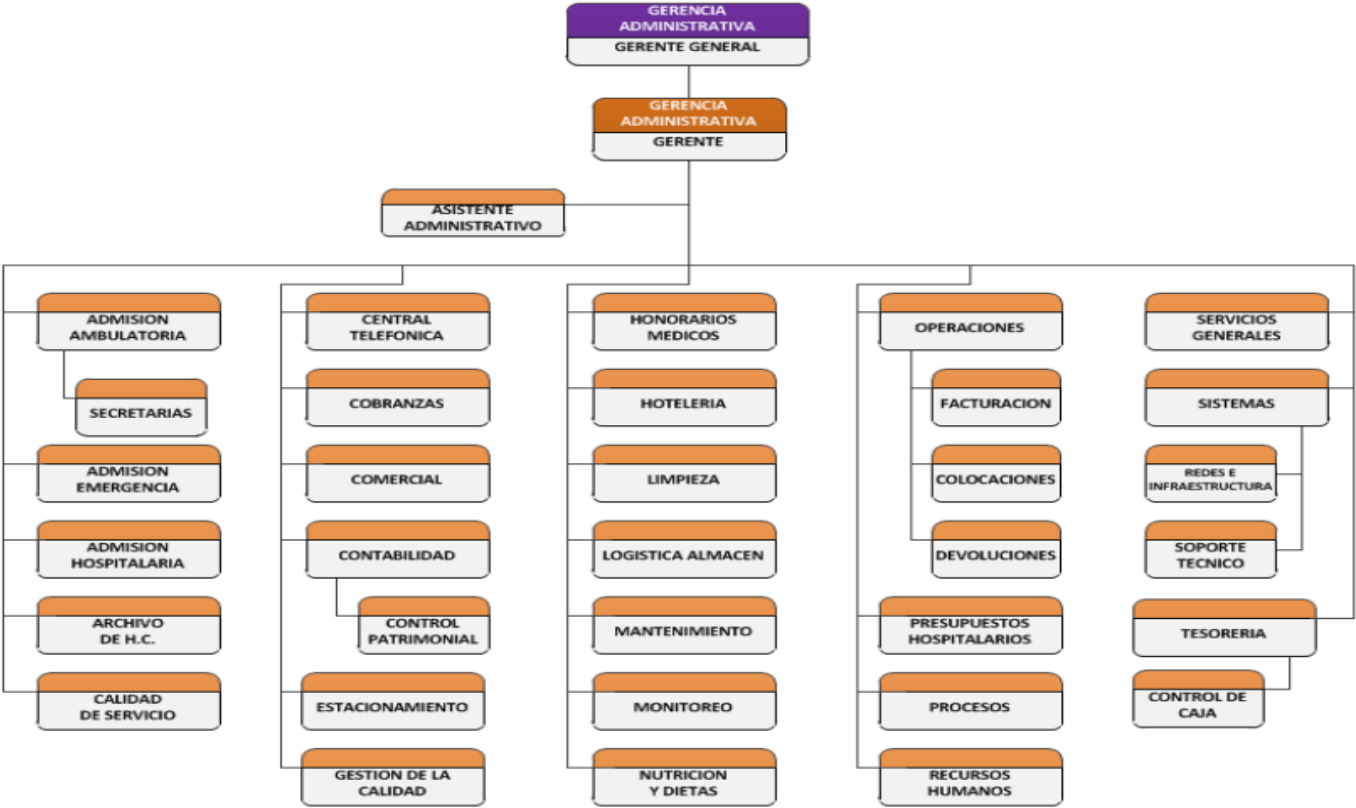 GERENCIA
ADMINISTRATIVA
GERENTE GENERAL
GERENCIA
ADMINISTRATIVA
GERENTE
ASISTENTE
ADMINISTRATIVO
ADMISION
AMBULATORIA
SECRETARIAS
ADMISION
EMERGENCIA
ADMISION
HOSPITALARIA
ARCHIVO
DE H.C.
CALIDAD
DE SERVICIO
CENTRAL
TELEFONICA
COBRANZAS
COMERCIAL
CONTABILIDAD
CONTROL
PATRIMONIAL
ESTACIONAMIENTO
GESTION DE LA
CALIDAD
HONORARIOS
MEDICOS
HOTELERIA
LIMPIEZA
LOGISTICA ALMACEN
MANTENIMIENTO
MONITOREO
NUTRICION
Y DIETAS
OPERACIONES
FACTURACION
COLOCACIONES
DEVOLUCIONES
PRESUPUESTOS
HOSPITALARIOS
PROCESOS
RECURSOS
HUMANOS
SERVICIOS
GENERALES
SISTEMAS
REDES E
INFRAESTRUCTURA
SOPORTE
TECNICO
TESORERIA
CONTROL DE
CAJA